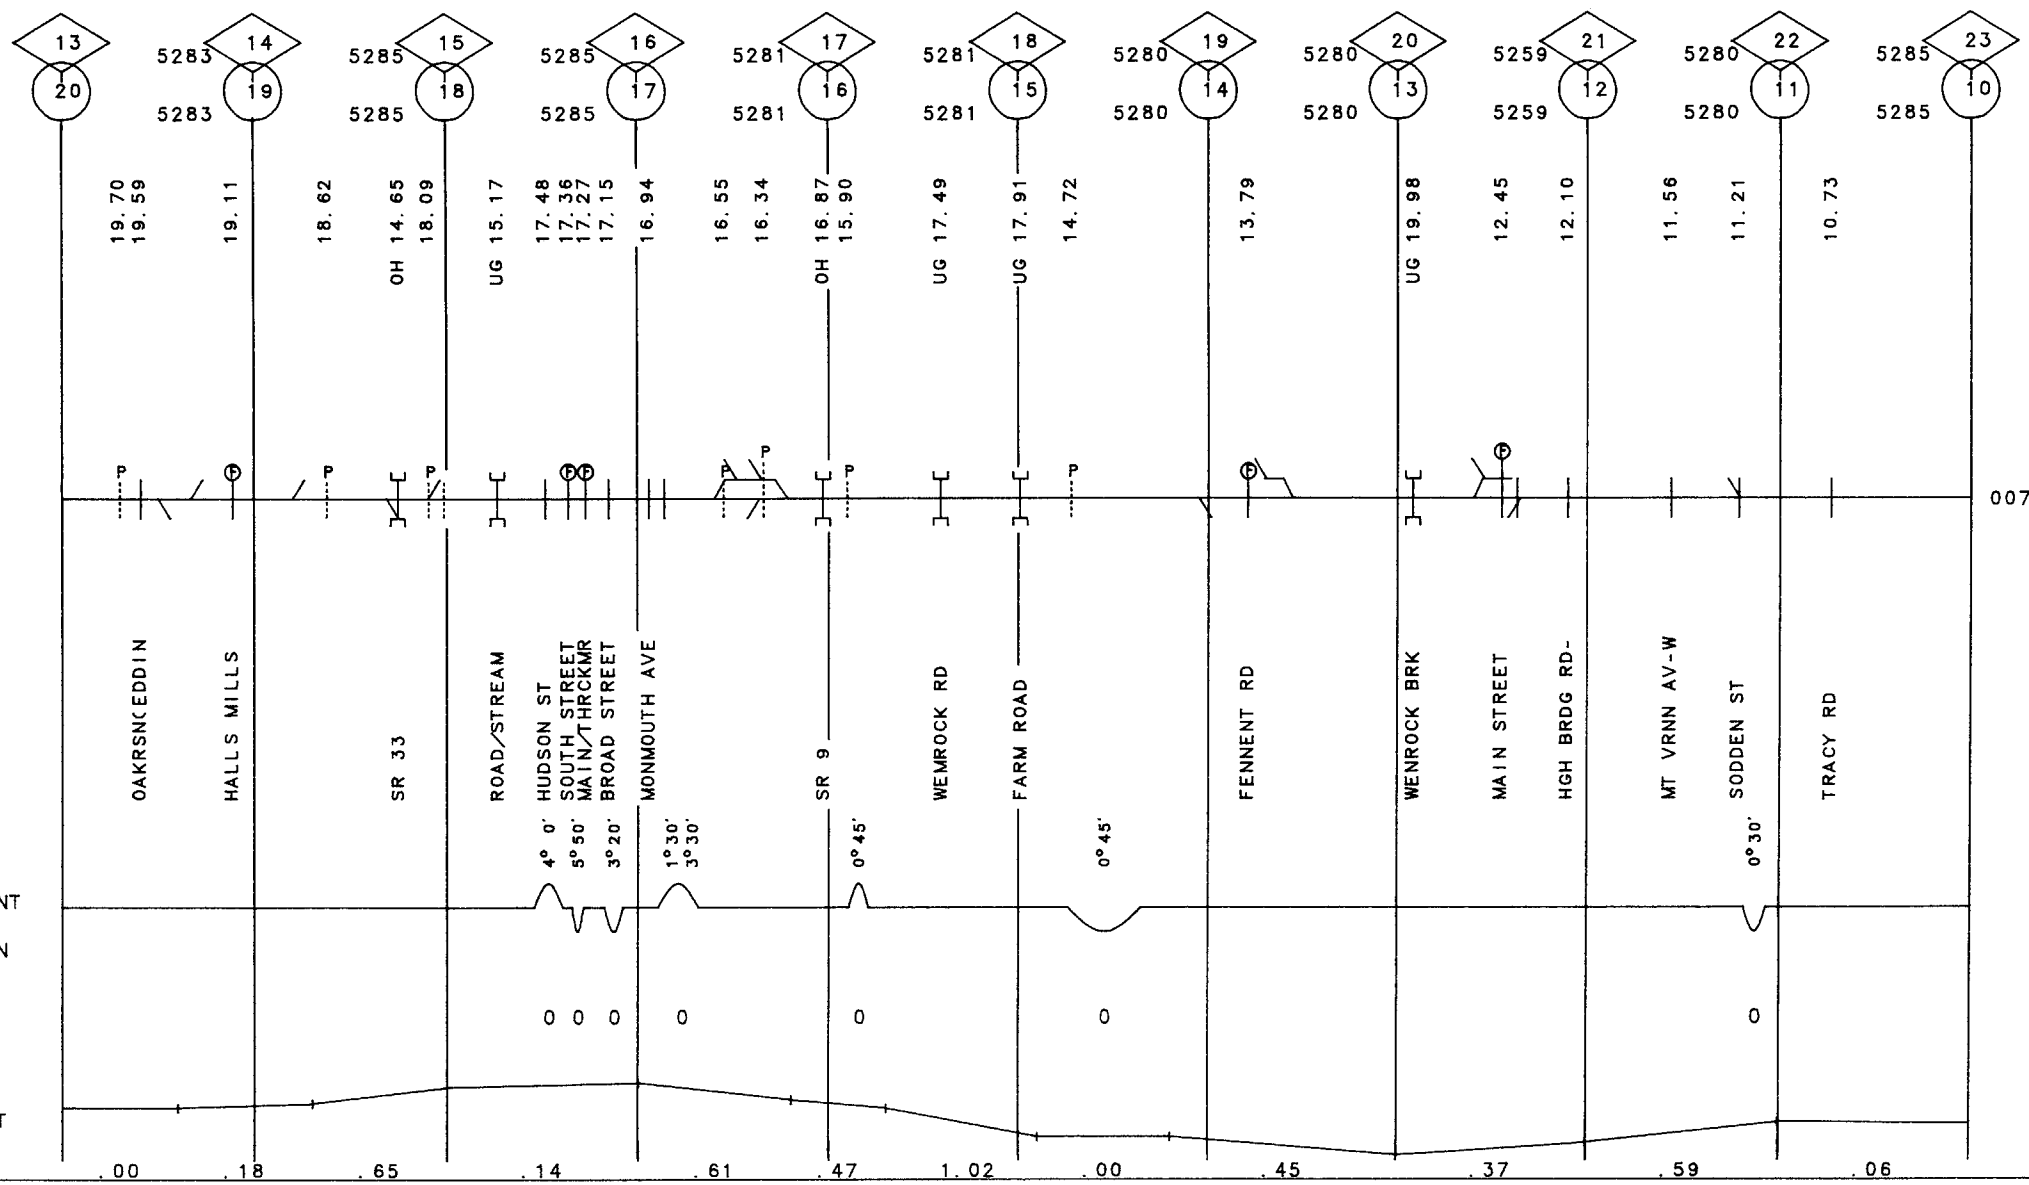 13 5283 14 5285 15 5285 16 5281 17 5281 18 5280 19 5280 20 5259 21 5280 22 5285 23
20 19 18 17 16 15 14 13 12 11 10
5283 5285 5285 5281 5281 5280 5280 5259 5280 5285
19.70
19.59
19.11
18.62
OH 14.65
18.09
UG 15.17
17.48
17.36
17.27
17.15
16.94
16.55
16.34
OH 16.87
15.90
UG 17.49
UG 17.91
14.72
13.79
UG 19.98
12.45
12.10
11.56
11.21
10.73
P F P P F F P P P P F F
007
OAKRSN(EDDIN
HALLS MILLS
SR 33
ROAD/STREAM
HUDSON ST
SOUTH STREET
MAIN/THRCKMR
BROAD STREET
MONMOUTH AVE
SR 9
WEMROCK RD
FARM ROAD
FENNENT RD
WENROCK BRK
MAIN STREET
HGH BRDG RD-
MT VRNN AV-W
SODDEN ST
TRACY RD
4° 0'
5°50'
3°20'
1°30'
3°30'
0°45'
0°45'
0°30'
NT
N
0 0 0 0 0 0 0
T
.00 .18 .65 .14 .61 .47 1.02 .00 .45 .37 .59 .06